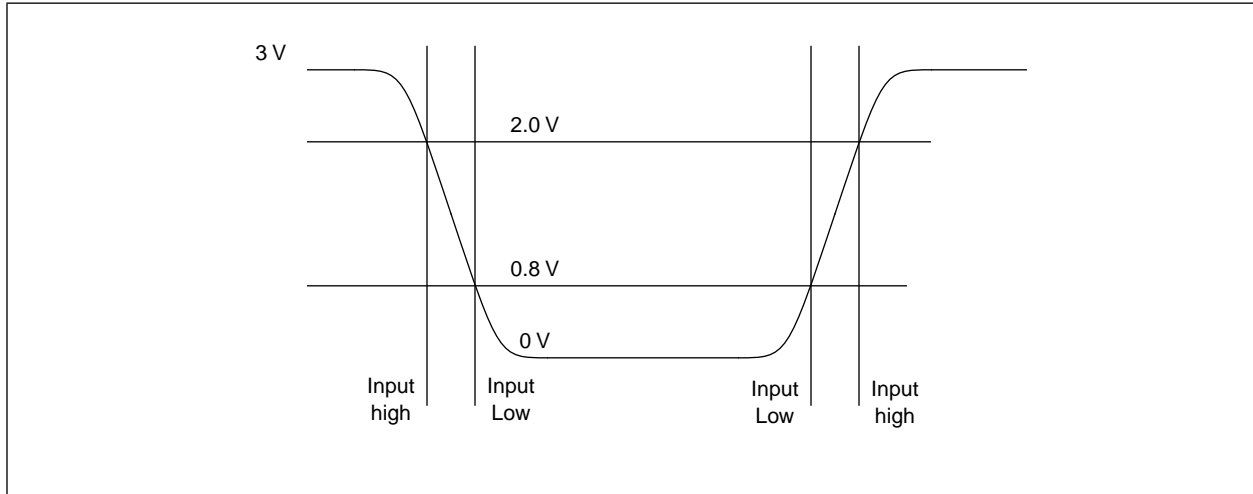 3 V
2.0 V
0.8 V
0 V
Input
high
Input
Low
Input
Low
Input
high